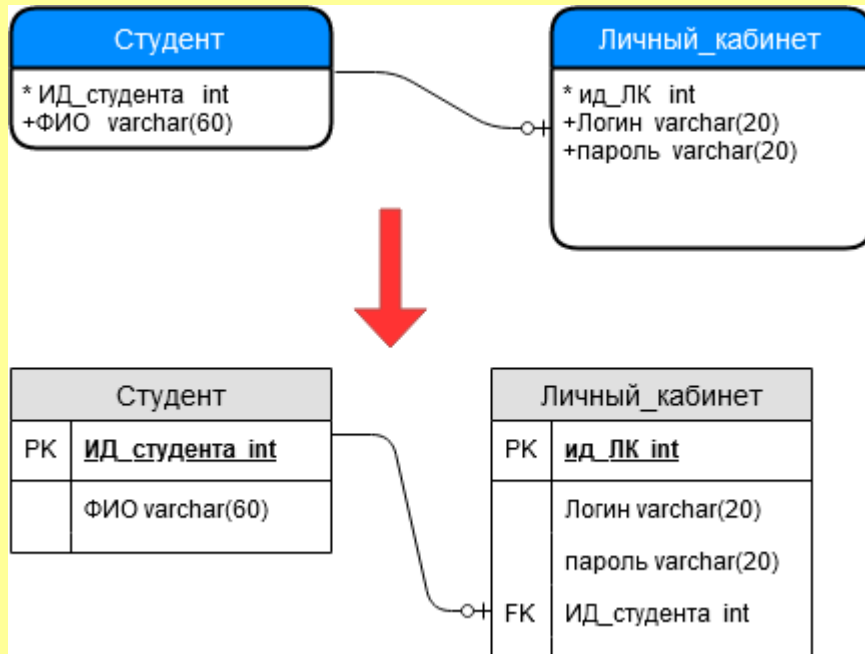 Студент
* ИД_студента int
+ФИО varchar(60)
Личный_кабинет
* ид_ЛК int
+Логин varchar(20)
+пароль varchar(20)
Студент
PK ИД_студента int
ФИО varchar(60)
Личный_кабинет
PK ид_ЛК int
Логин varchar(20)
пароль varchar(20)
FK ИД_студента int